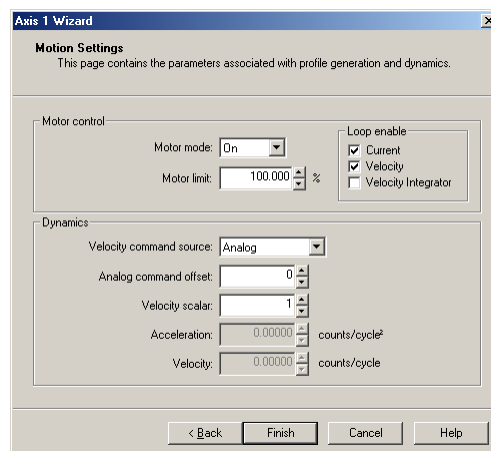 Axis 1 Wizard
Motion Settings
This page contains the parameters associated with profile generation and dynamics.
Motor control
Motor mode: On
Motor limit: 100.000 %
Loop enable
Current
Velocity
Velocity Integrator
Dynamics
Velocity command source: Analog
Analog command offset: 0
Velocity scalar: 1
Acceleration: 0.00000 counts/cycle²
Velocity: 0.00000 counts/cycle
< Back Finish Cancel Help